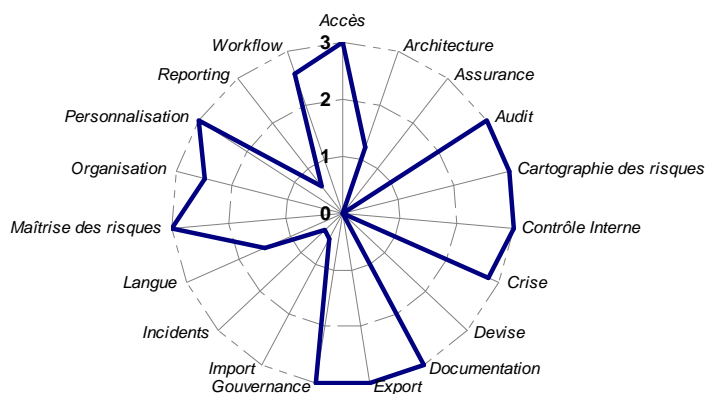 Accès
Workflow
3
Architecture
Reporting
Assurance
Personnalisation
2
Audit
Organisation
1
Cartographie des risques
Maîtrise des risques
0
Contrôle Interne
Langue
Crise
Incidents
Devise
Import
Documentation
Gouvernance
Export